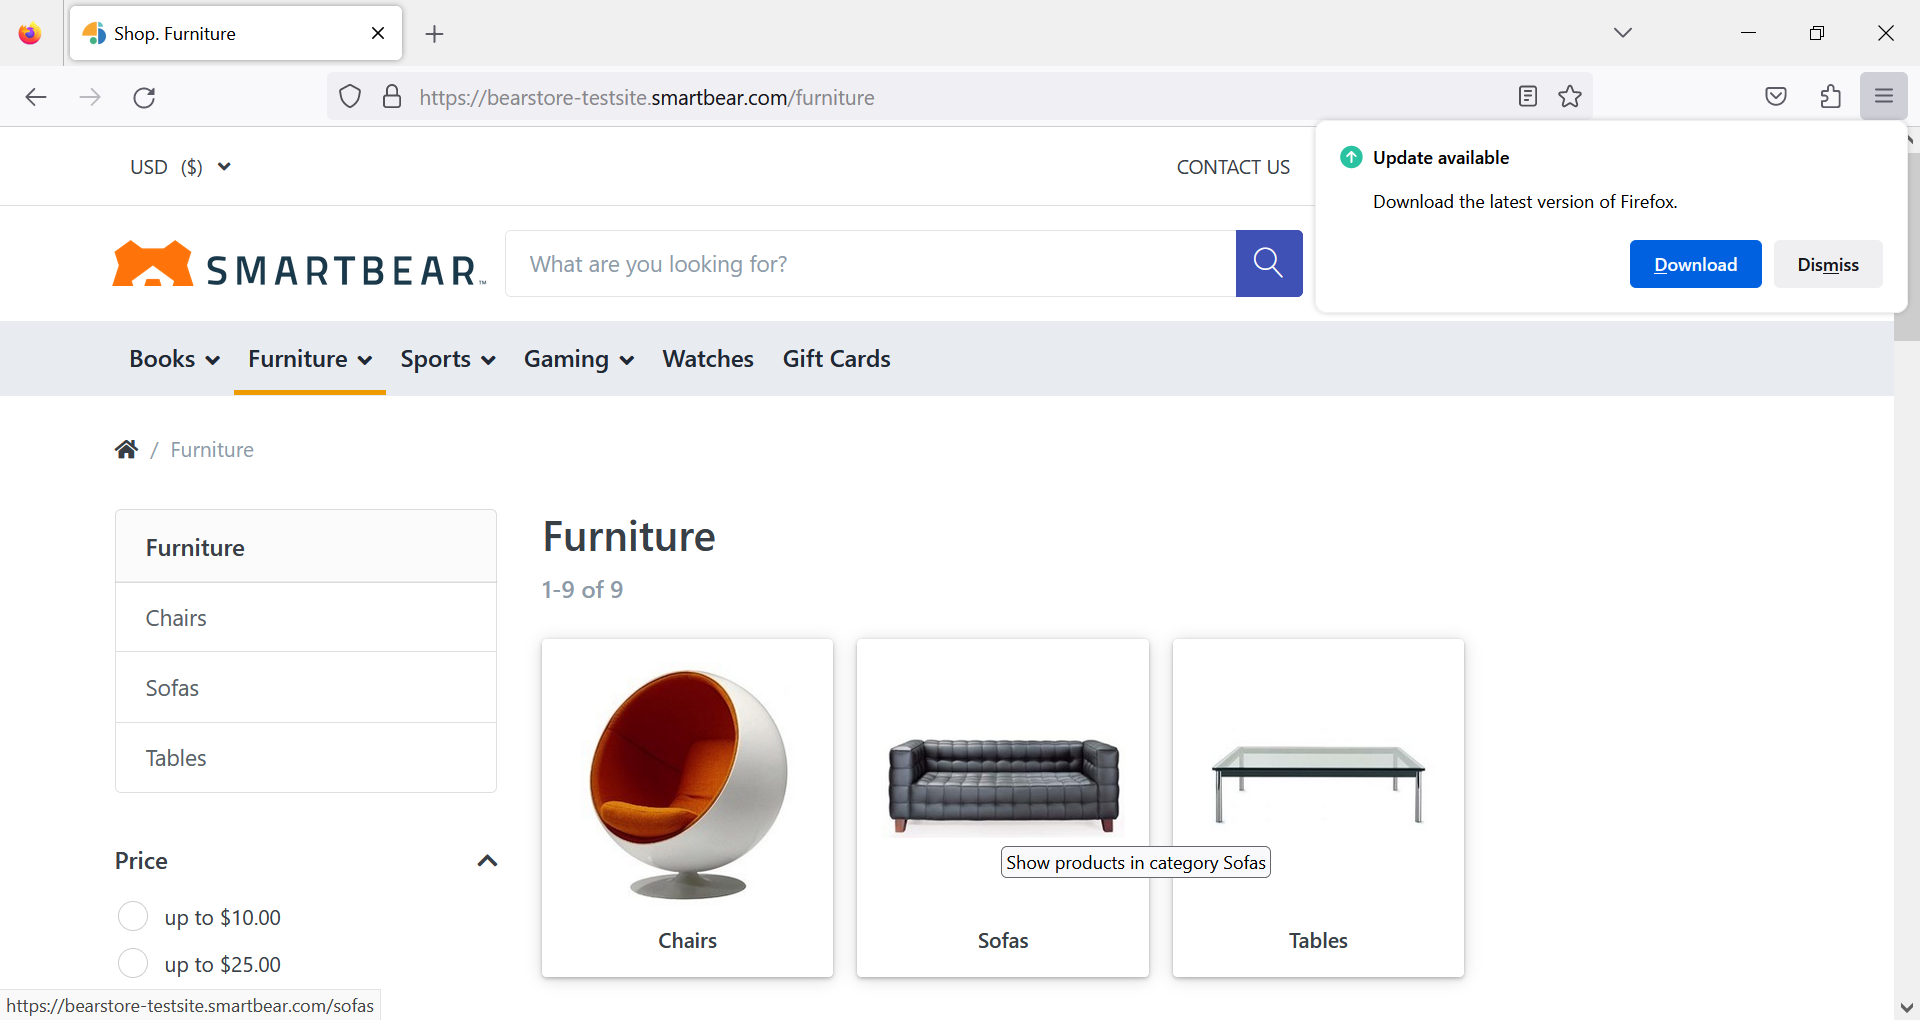 Shop. Furniture
https://bearstore-testsite.smartbear.com/furniture
Update available
Download the latest version of Firefox.
Download
Dismiss
USD ($)
CONTACT US
SMARTBEAR™
What are you looking for?
Books
Furniture
Sports
Gaming
Watches
Gift Cards
/ Furniture
Furniture
Chairs
Sofas
Tables
Price
up to $10.00
up to $25.00
Furniture
1-9 of 9
Show products in category Sofas
Chairs
Sofas
Tables
https://bearstore-testsite.smartbear.com/sofas